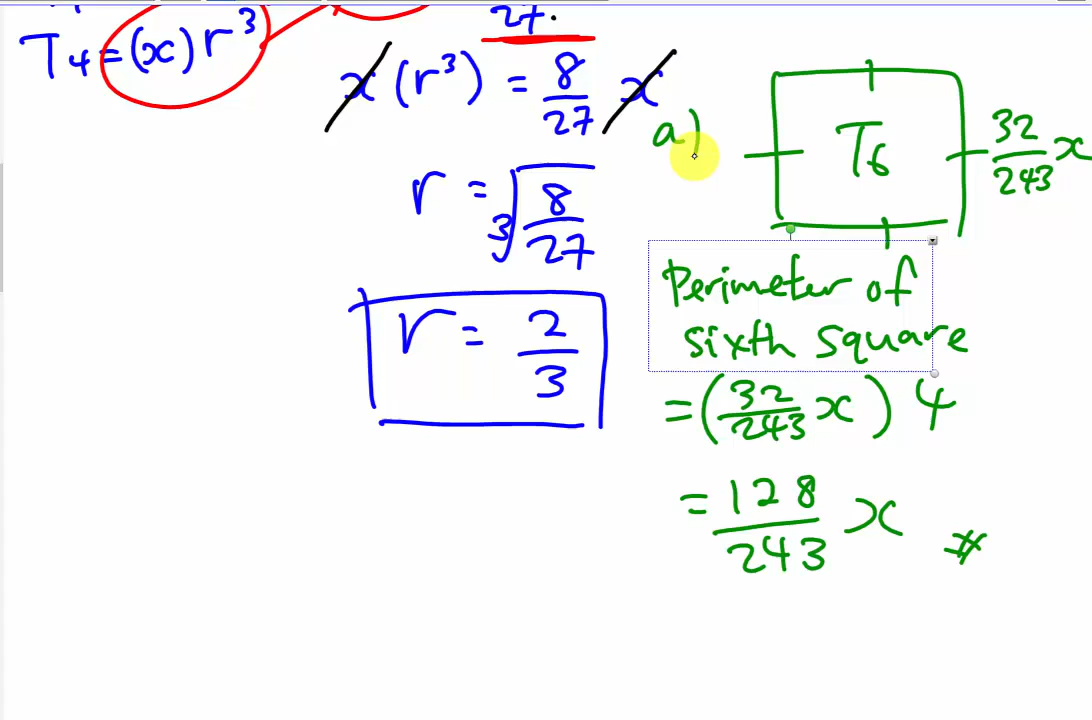 T4 = (x) r³
27.
x (r³) = 8/27 x
r = ³√8/27
r = 2/3
a)
T6
32/243 x
Perimeter of
sixth square
= (32/243 x) 4
= 128/243 x #